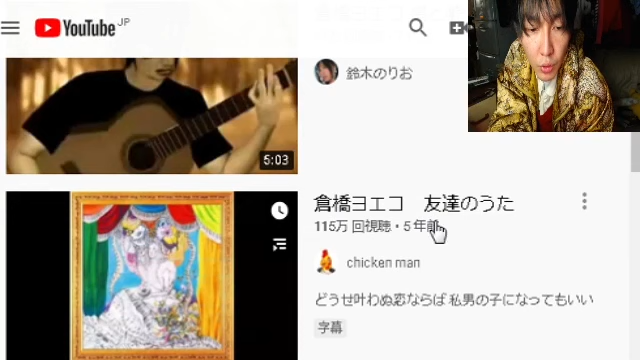 YouTube JP
鈴木のりお
5:03
倉橋ヨエコ　友達のうた
115万 回視聴・5 年前
chicken man
どうせ叶わぬ恋ならば 私男の子になってもいい
字幕